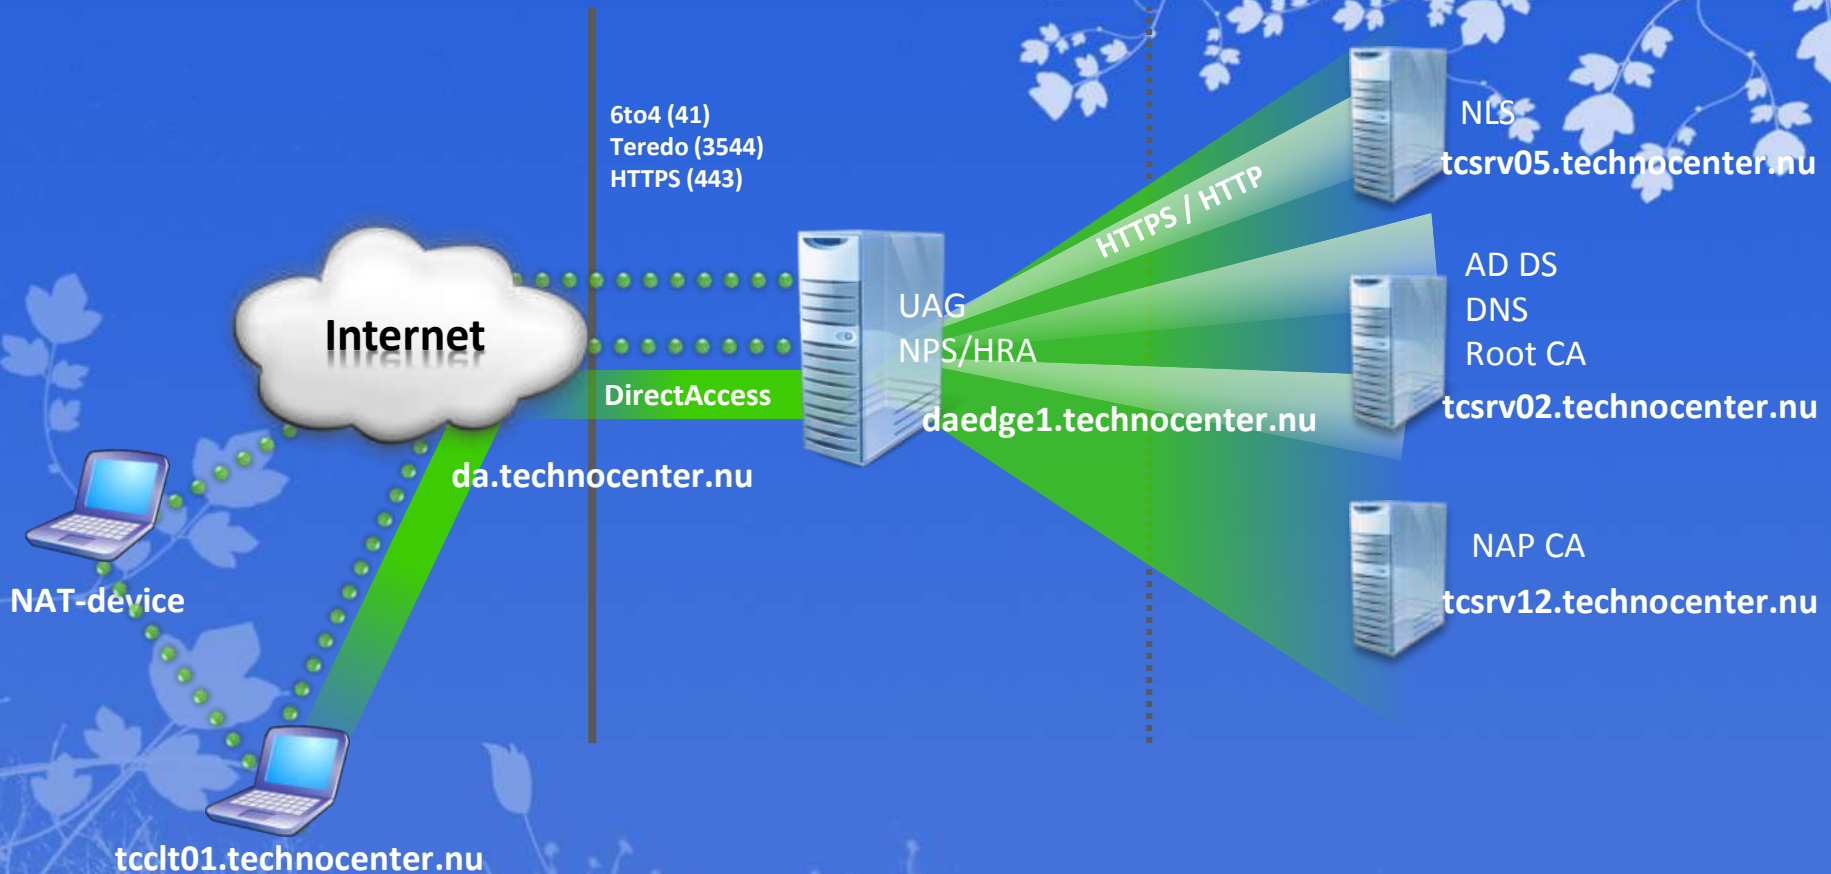 6to4 (41)
Teredo (3544)
HTTPS (443)
NLS
tcsrv05.technocenter.nu
HTTPS / HTTP
Internet
UAG
NPS/HRA
daedge1.technocenter.nu
AD DS
DNS
Root CA
tcsrv02.technocenter.nu
DirectAccess
da.technocenter.nu
NAP CA
tcsrv12.technocenter.nu
NAT-device
tcclt01.technocenter.nu